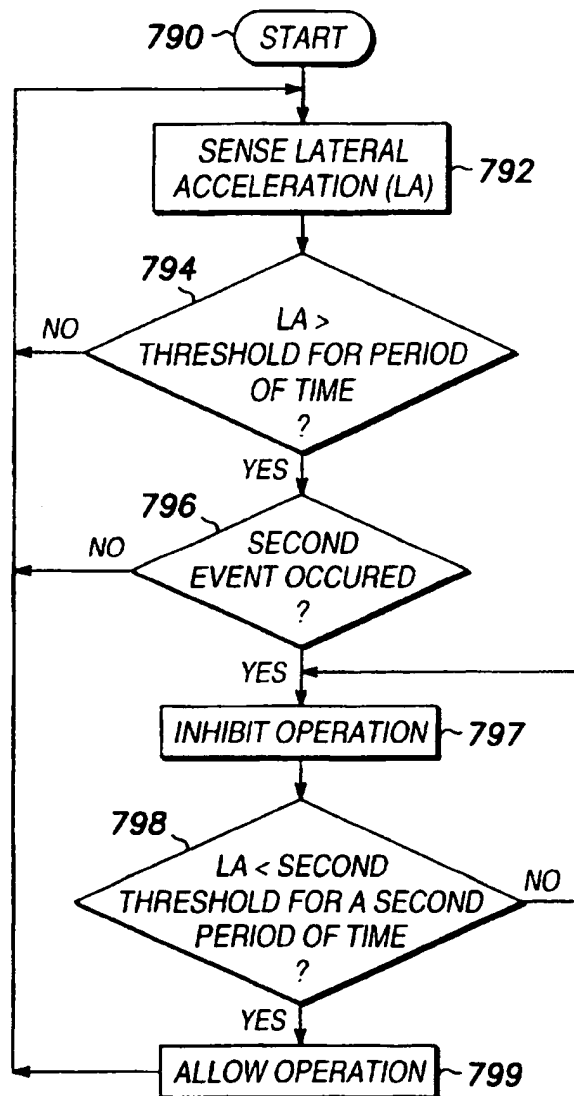 790
START
SENSE LATERAL
ACCELERATION (LA)
792
794
LA >
THRESHOLD FOR PERIOD
OF TIME
?
NO
YES
796
SECOND
EVENT OCCURED
?
NO
YES
INHIBIT OPERATION
797
798
LA < SECOND
THRESHOLD FOR A SECOND
PERIOD OF TIME
?
NO
YES
ALLOW OPERATION
799